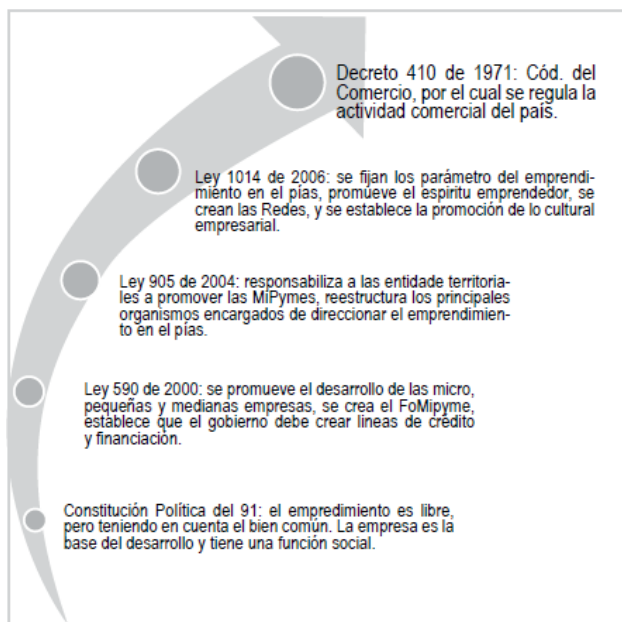 Decreto 410 de 1971: Cód. del
Comercio, por el cual se regula la
actividad comercial del país.
Ley 1014 de 2006: se fijan los parámetro del emprendi-
miento en el pías, promueve el espiritu emprendedor, se
crean las Redes, y se establece la promoción de lo cultural
empresarial.
Ley 905 de 2004: responsabiliza a las entidade territoria-
les a promover las MiPymes, reestructura los principales
organismos encargados de direccionar el emprendimien-
to en el pías.
Ley 590 de 2000: se promueve el desarrollo de las micro,
pequeñas y medianas empresas, se crea el FoMipyme,
establece que el gobierno debe crear lineas de crédito
y financiación.
Constitución Política del 91: el empredimiento es libre,
pero teniendo en cuenta el bien común. La empresa es la
base del desarrollo y tiene una función social.